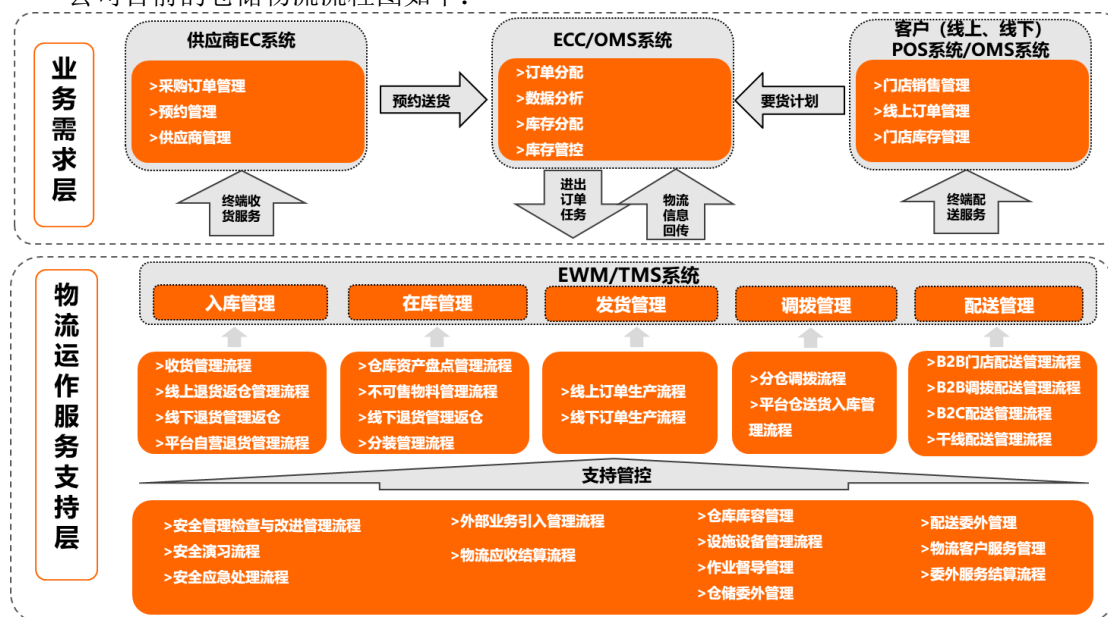 公司目前的仓储物流流程图如下：
业务需求层
供应商EC系统
>采购订单管理
>预约管理
>供应商管理
预约送货
ECC/OMS系统
>订单分配
>数据分析
>库存分配
>库存管控
要货计划
客户（线上、线下）
POS系统/OMS系统
>门店销售管理
>线上订单管理
>门店库存管理
终端收
货服务
进出
订单
任务
物流
信息
回传
终端配
送服务
物流运作服务支持层
EWM/TMS系统
入库管理
在库管理
发货管理
调拨管理
配送管理
>收货管理流程
>线上退货返仓管理流程
>线下退货管理返仓
>平台自营退货管理流程
>仓库资产盘点管理流程
>不可售物料管理流程
>线下退货管理返仓
>分装管理流程
>线上订单生产流程
>线下订单生产流程
>分仓调拨流程
>平台仓送货入库管
理流程
>B2B门店配送管理流程
>B2B调拨配送管理流程
>B2C配送管理流程
>干线配送管理流程
支持管控
>安全管理检查与改进管理流程
>安全演习流程
>安全应急处理流程
>外部业务引入管理流程
>物流应收结算流程
>仓库库容管理
>设施设备管理流程
>作业督导管理
>仓储委外管理
>配送委外管理
>物流客户服务管理
>委外服务结算流程